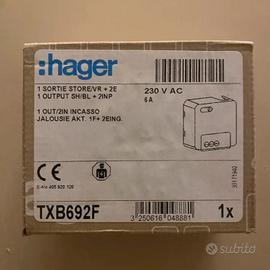 :hager
1 SORTIE STORE/VR + 2E
1 OUTPUT SH/BL + 2INP
230 V AC
6 A
1 OUT/2IN INCASSO
JALOUSIE AKT. 1F+ 2EING.
CE
TXB692F
1x
3 250616 048881
subito